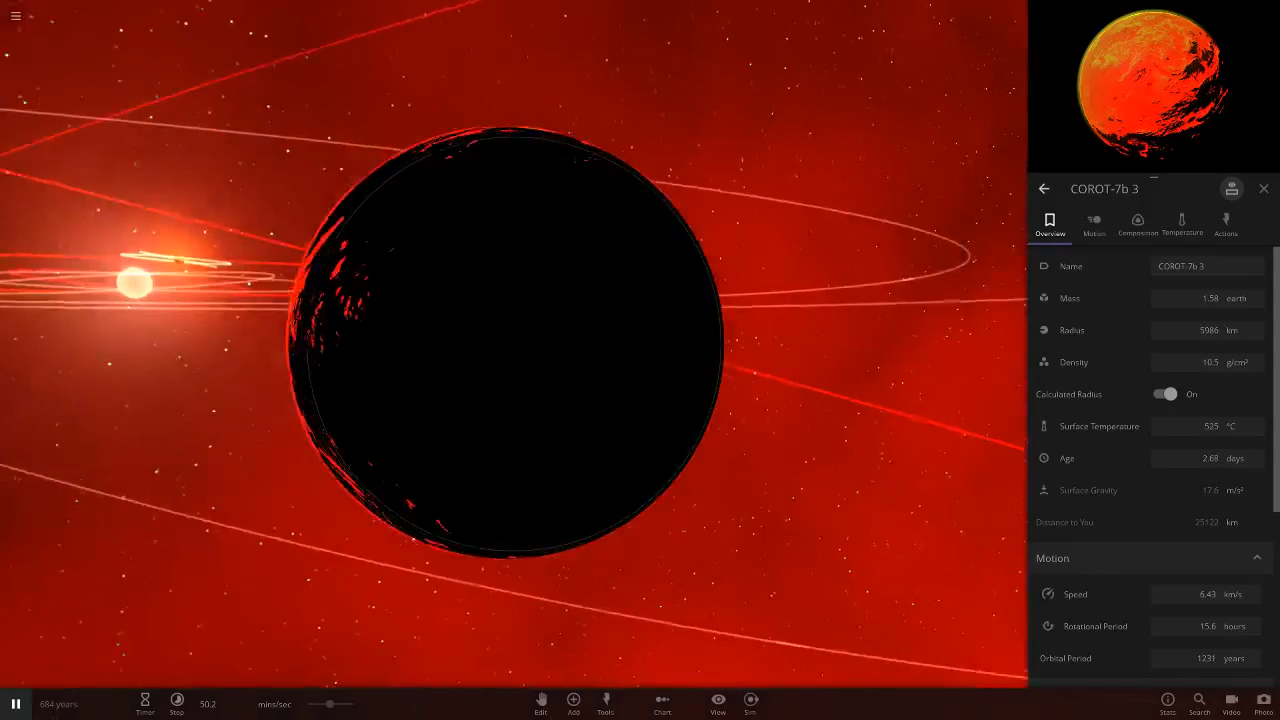 COROT-7b 3
Overview
Motion
Composition
Temperature
Actions
Name COROT-7b 3
Mass 1.58 earth
Radius 5986 km
Density 10.5 g/cm³
Calculated Radius On
Surface Temperature 525 °C
Age 2.68 days
Surface Gravity 17.6 m/s²
Distance to You 25122 km
Motion
Speed 6.43 km/s
Rotational Period 15.6 hours
Orbital Period 1231 years
684 years
Timer
Step
50.2 mins/sec
Edit
Add
Tools
Chart
View
Sim
Stats
Search
Video
Photo